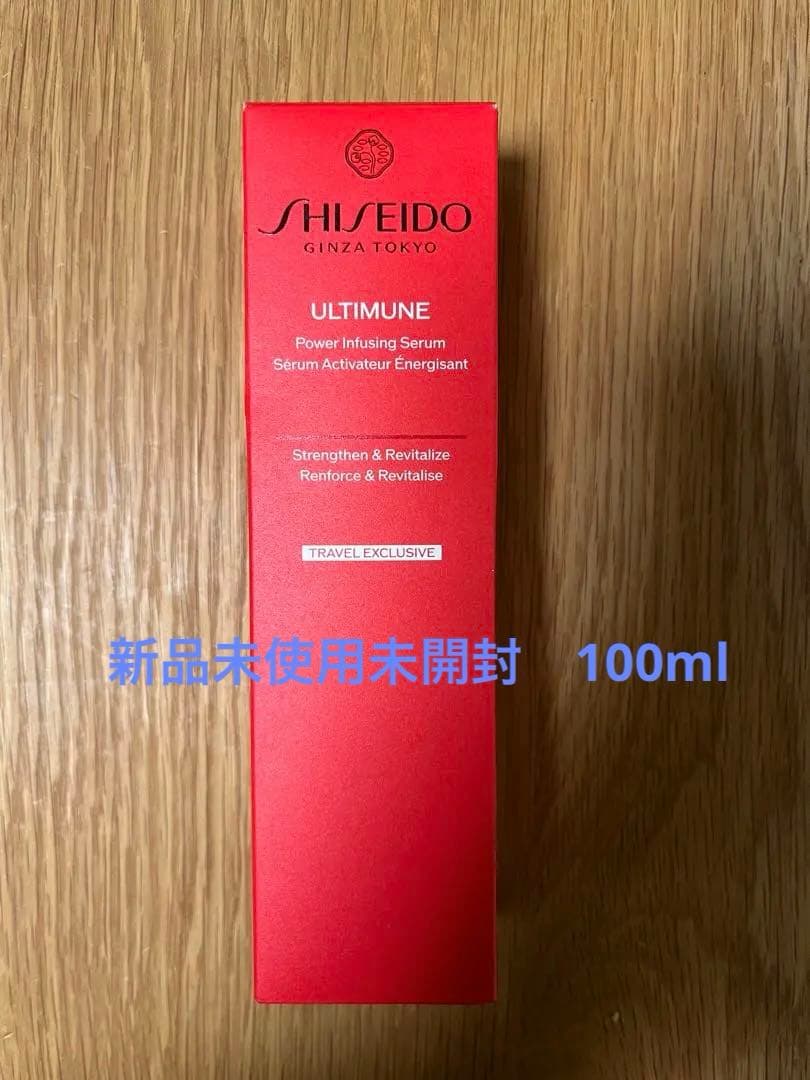 SHISEIDO
GINZA TOKYO
ULTIMUNE
Power Infusing Serum
Sérum Activateur Énergisant
Strengthen & Revitalize
Renforce & Revitalise
TRAVEL EXCLUSIVE
新品未使用未開封　100ml